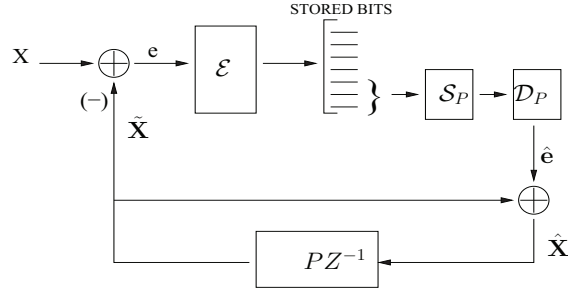 STORED BITS
X
e
ℰ
}
𝒮_P
𝒟_P
(−)
X̃
ê
X̂
PZ⁻¹